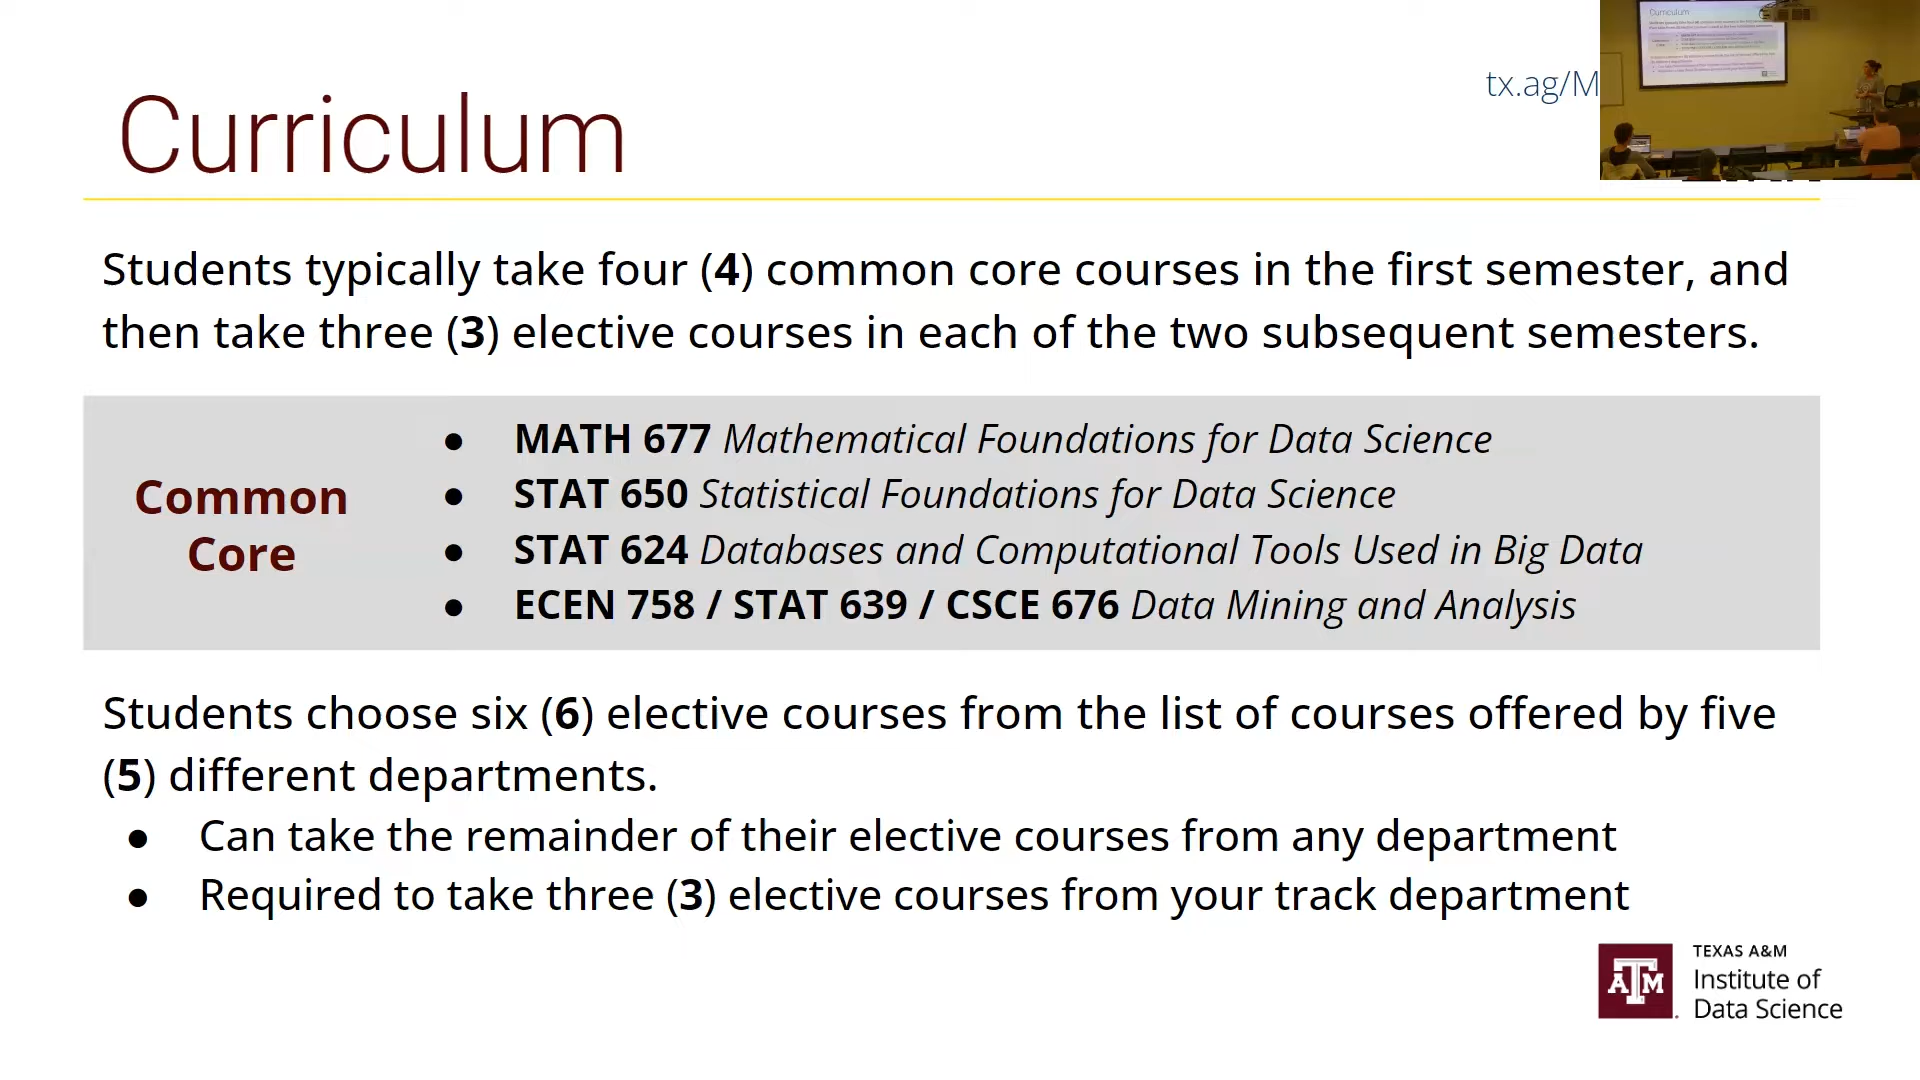 Curriculum
tx.ag/M
Students typically take four (4) common core courses in the first semester, and
then take three (3) elective courses in each of the two subsequent semesters.
Common
Core
● MATH 677 Mathematical Foundations for Data Science
● STAT 650 Statistical Foundations for Data Science
● STAT 624 Databases and Computational Tools Used in Big Data
● ECEN 758 / STAT 639 / CSCE 676 Data Mining and Analysis
Students choose six (6) elective courses from the list of courses offered by five
(5) different departments.
● Can take the remainder of their elective courses from any department
● Required to take three (3) elective courses from your track department
ATM
TEXAS A&M
Institute of
Data Science
Curriculum